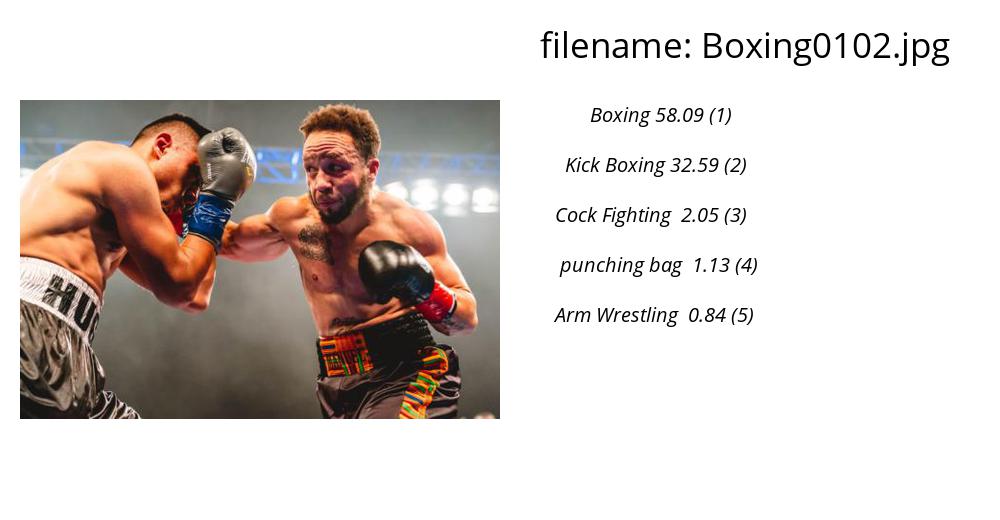 filename: Boxing0102.jpg
Boxing 58.09 (1)
Kick Boxing 32.59 (2)
Cock Fighting 2.05 (3)
punching bag 1.13 (4)
Arm Wrestling 0.84 (5)